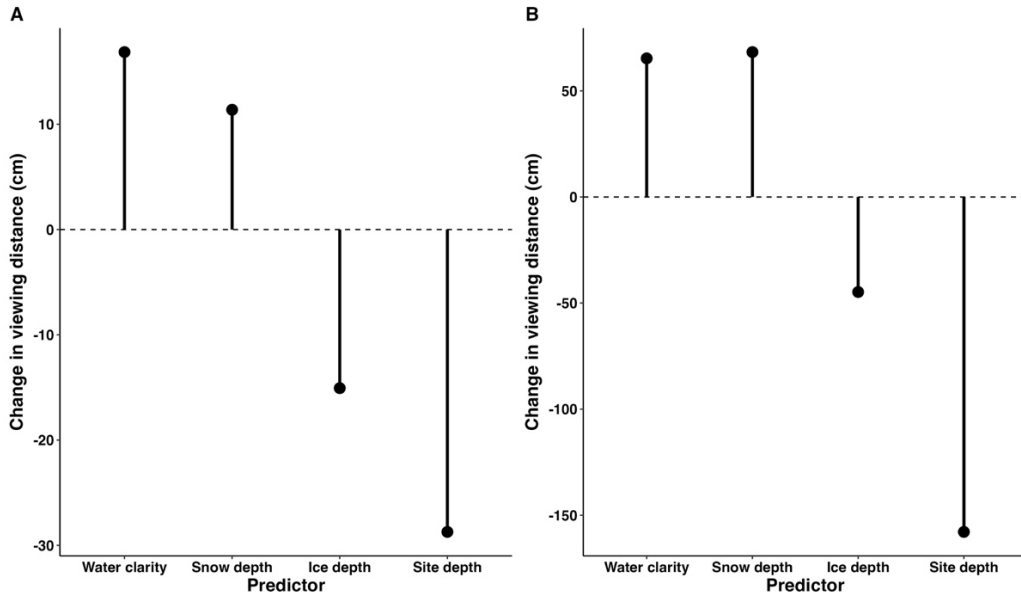 A
Change in viewing distance (cm)
10
0
-10
-20
-30
Water clarity Snow depth Ice depth Site depth
Predictor
B
Change in viewing distance (cm)
50
0
-50
-100
-150
Water clarity Snow depth Ice depth Site depth
Predictor